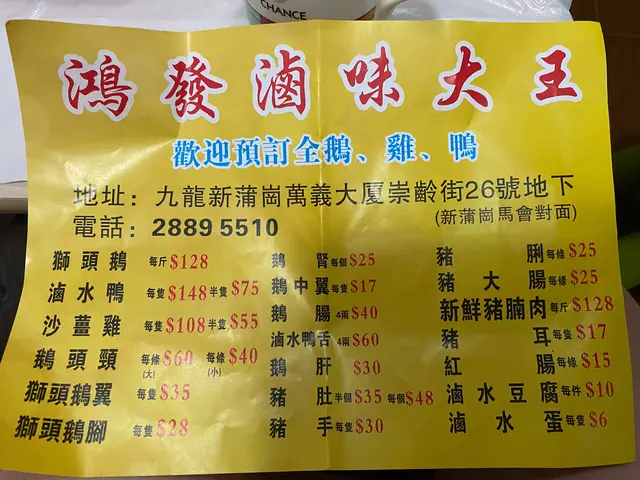 CHANCE
鴻發滷味大王
歡迎預訂全鵝、雞、鴨
地址：九龍新蒲崗萬義大廈崇齡街26號地下
電話：2889 5510
(新蒲崗馬會對面)
獅頭鵝 每斤 $128
滷水鴨 每隻 $148 半隻 $75
沙薑雞 每隻 $108 半隻 $55
鵝頭頸 每條(大) $60 每條(小) $40
獅頭鵝翼 每隻 $35
獅頭鵝腳 每隻 $28
鵝腎 每個 $25
鵝中翼 每隻 $17
鵝腸 4兩 $40
滷水鴨舌 4兩 $60
鵝肝 $30
豬肚 半個 $35 每個 $48
豬手 每隻 $30
豬脷 每條 $25
豬大腸 每條 $25
新鮮豬腩肉 每斤 $128
豬耳 每隻 $17
紅腸 每條 $15
滷水豆腐 每件 $10
滷水蛋 每隻 $6